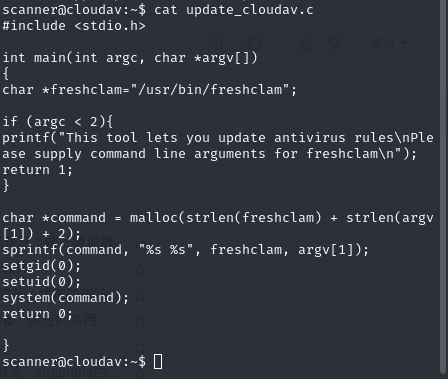 scanner@cloudav:~$ cat update_cloudav.c
#include <stdio.h>

int main(int argc, char *argv[])
{
char *freshclam="/usr/bin/freshclam";

if (argc < 2){
printf("This tool lets you update antivirus rules\nPle
ase supply command line arguments for freshclam\n");
return 1;
}

char *command = malloc(strlen(freshclam) + strlen(argv
[1]) + 2);
sprintf(command, "%s %s", freshclam, argv[1]);
setgid(0);
setuid(0);
system(command);
return 0;

}
scanner@cloudav:~$